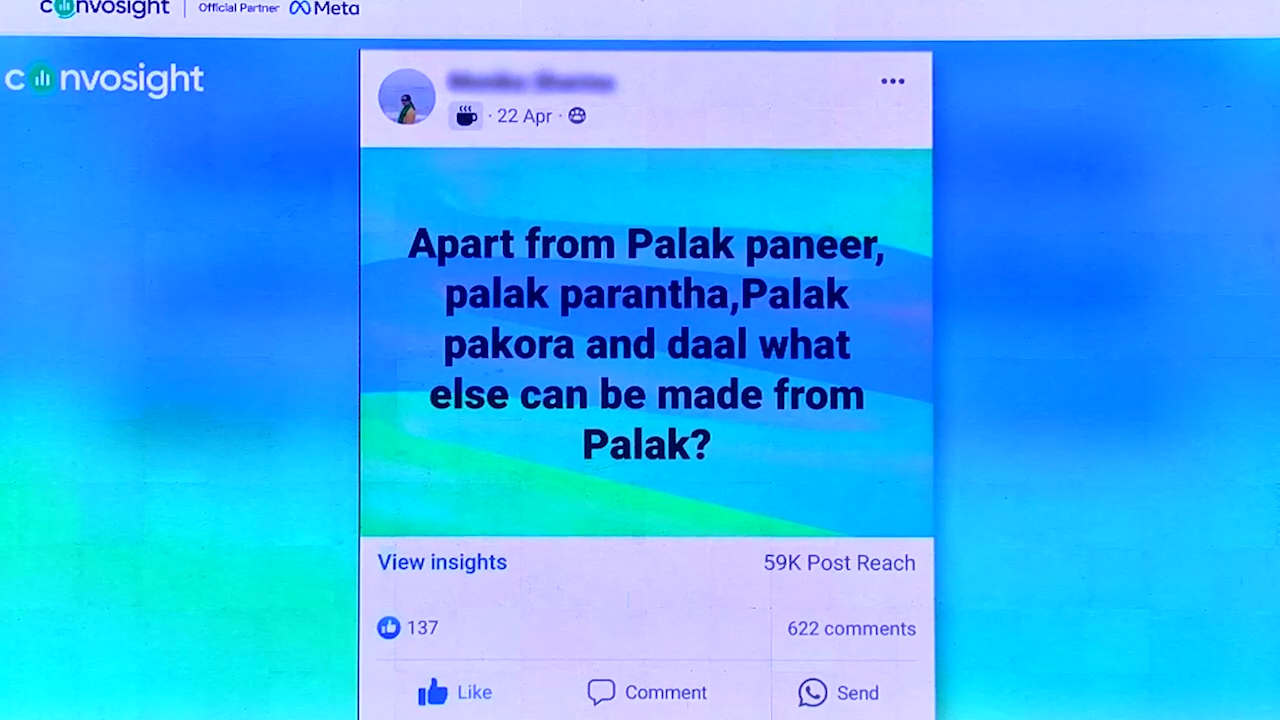 convosight | Official Partner Meta
convosight
22 Apr
Apart from Palak paneer,
palak parantha,Palak
pakora and daal what
else can be made from
Palak?
View insights 59K Post Reach
137 622 comments
Like Comment Send